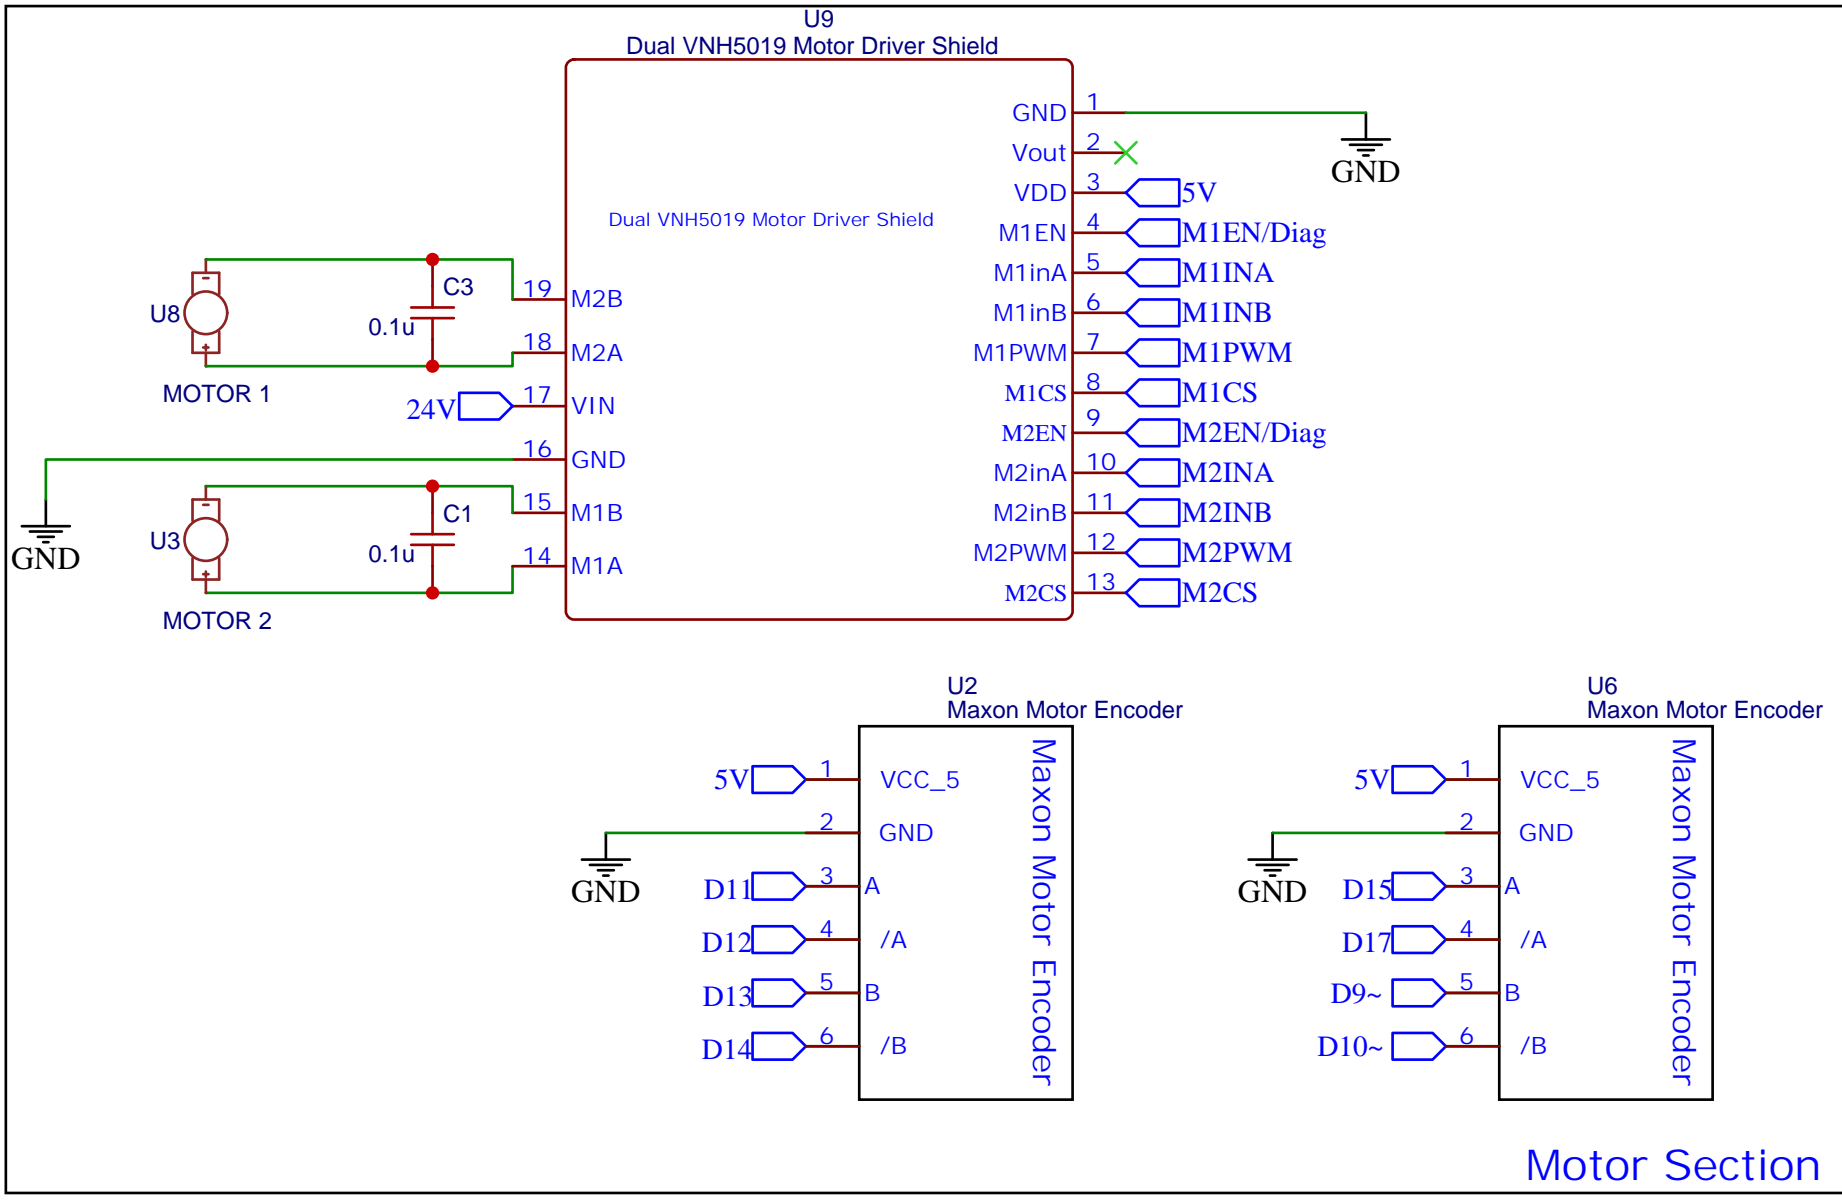 U9
Dual VNH5019 Motor Driver Shield
Dual VNH5019 Motor Driver Shield
GND 1
GND
Vout 2
VDD 3 5V
M1EN 4 M1EN/Diag
M1inA 5 M1INA
M1inB 6 M1INB
M1PWM 7 M1PWM
M1CS 8 M1CS
M2EN 9 M2EN/Diag
M2inA 10 M2INA
M2inB 11 M2INB
M2PWM 12 M2PWM
M2CS 13 M2CS
19 M2B
18 M2A
24V 17 VIN
16 GND
15 M1B
14 M1A
U8
-
+
MOTOR 1
C3
0.1u
GND
U3
-
+
MOTOR 2
C1
0.1u
U2
Maxon Motor Encoder
Maxon Motor Encoder
5V 1 VCC_5
2 GND
GND
D11 3 A
D12 4 /A
D13 5 B
D14 6 /B
U6
Maxon Motor Encoder
Maxon Motor Encoder
5V 1 VCC_5
2 GND
GND
D15 3 A
D17 4 /A
D9~ 5 B
D10~ 6 /B
Motor Section